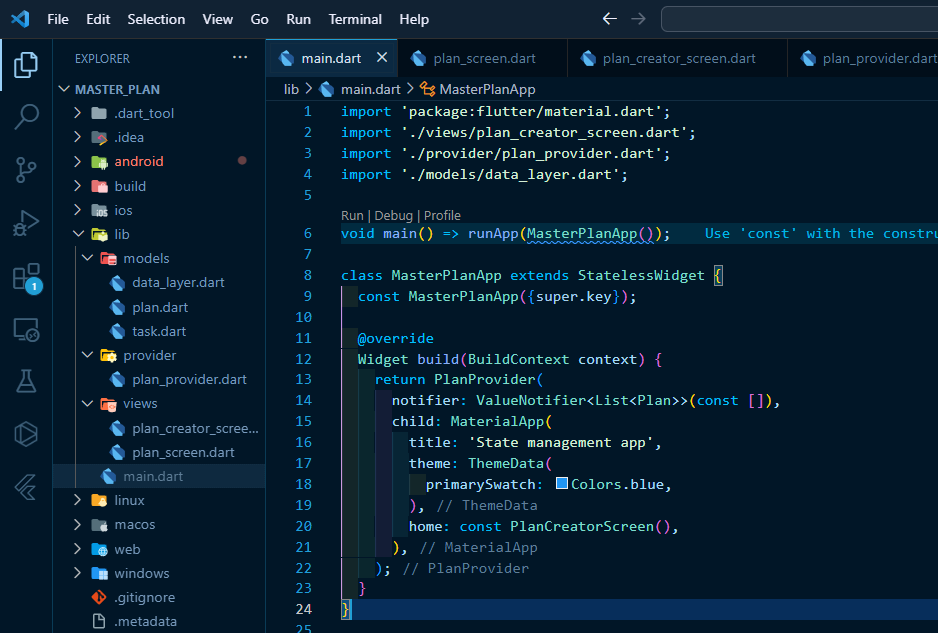 File Edit Selection View Go Run Terminal Help
EXPLORER
main.dart plan_screen.dart plan_creator_screen.dart plan_provider.dart
MASTER_PLAN
.dart_tool
.idea
android
build
ios
lib
models
data_layer.dart
plan.dart
task.dart
provider
plan_provider.dart
views
plan_creator_scree...
plan_screen.dart
main.dart
linux
macos
web
windows
.gitignore
.metadata
1
lib > main.dart > MasterPlanApp
1 import 'package:flutter/material.dart';
2 import './views/plan_creator_screen.dart';
3 import './provider/plan_provider.dart';
4 import './models/data_layer.dart';
5
Run | Debug | Profile
6 void main() => runApp(MasterPlanApp()); Use 'const' with the constru
7
8 class MasterPlanApp extends StatelessWidget {
9 const MasterPlanApp({super.key});
10
11 @override
12 Widget build(BuildContext context) {
13 return PlanProvider(
14 notifier: ValueNotifier<List<Plan>>(const []),
15 child: MaterialApp(
16 title: 'State management app',
17 theme: ThemeData(
18 primarySwatch: Colors.blue,
19 ), // ThemeData
20 home: const PlanCreatorScreen(),
21 ), // MaterialApp
22 ); // PlanProvider
23 }
24 }
25